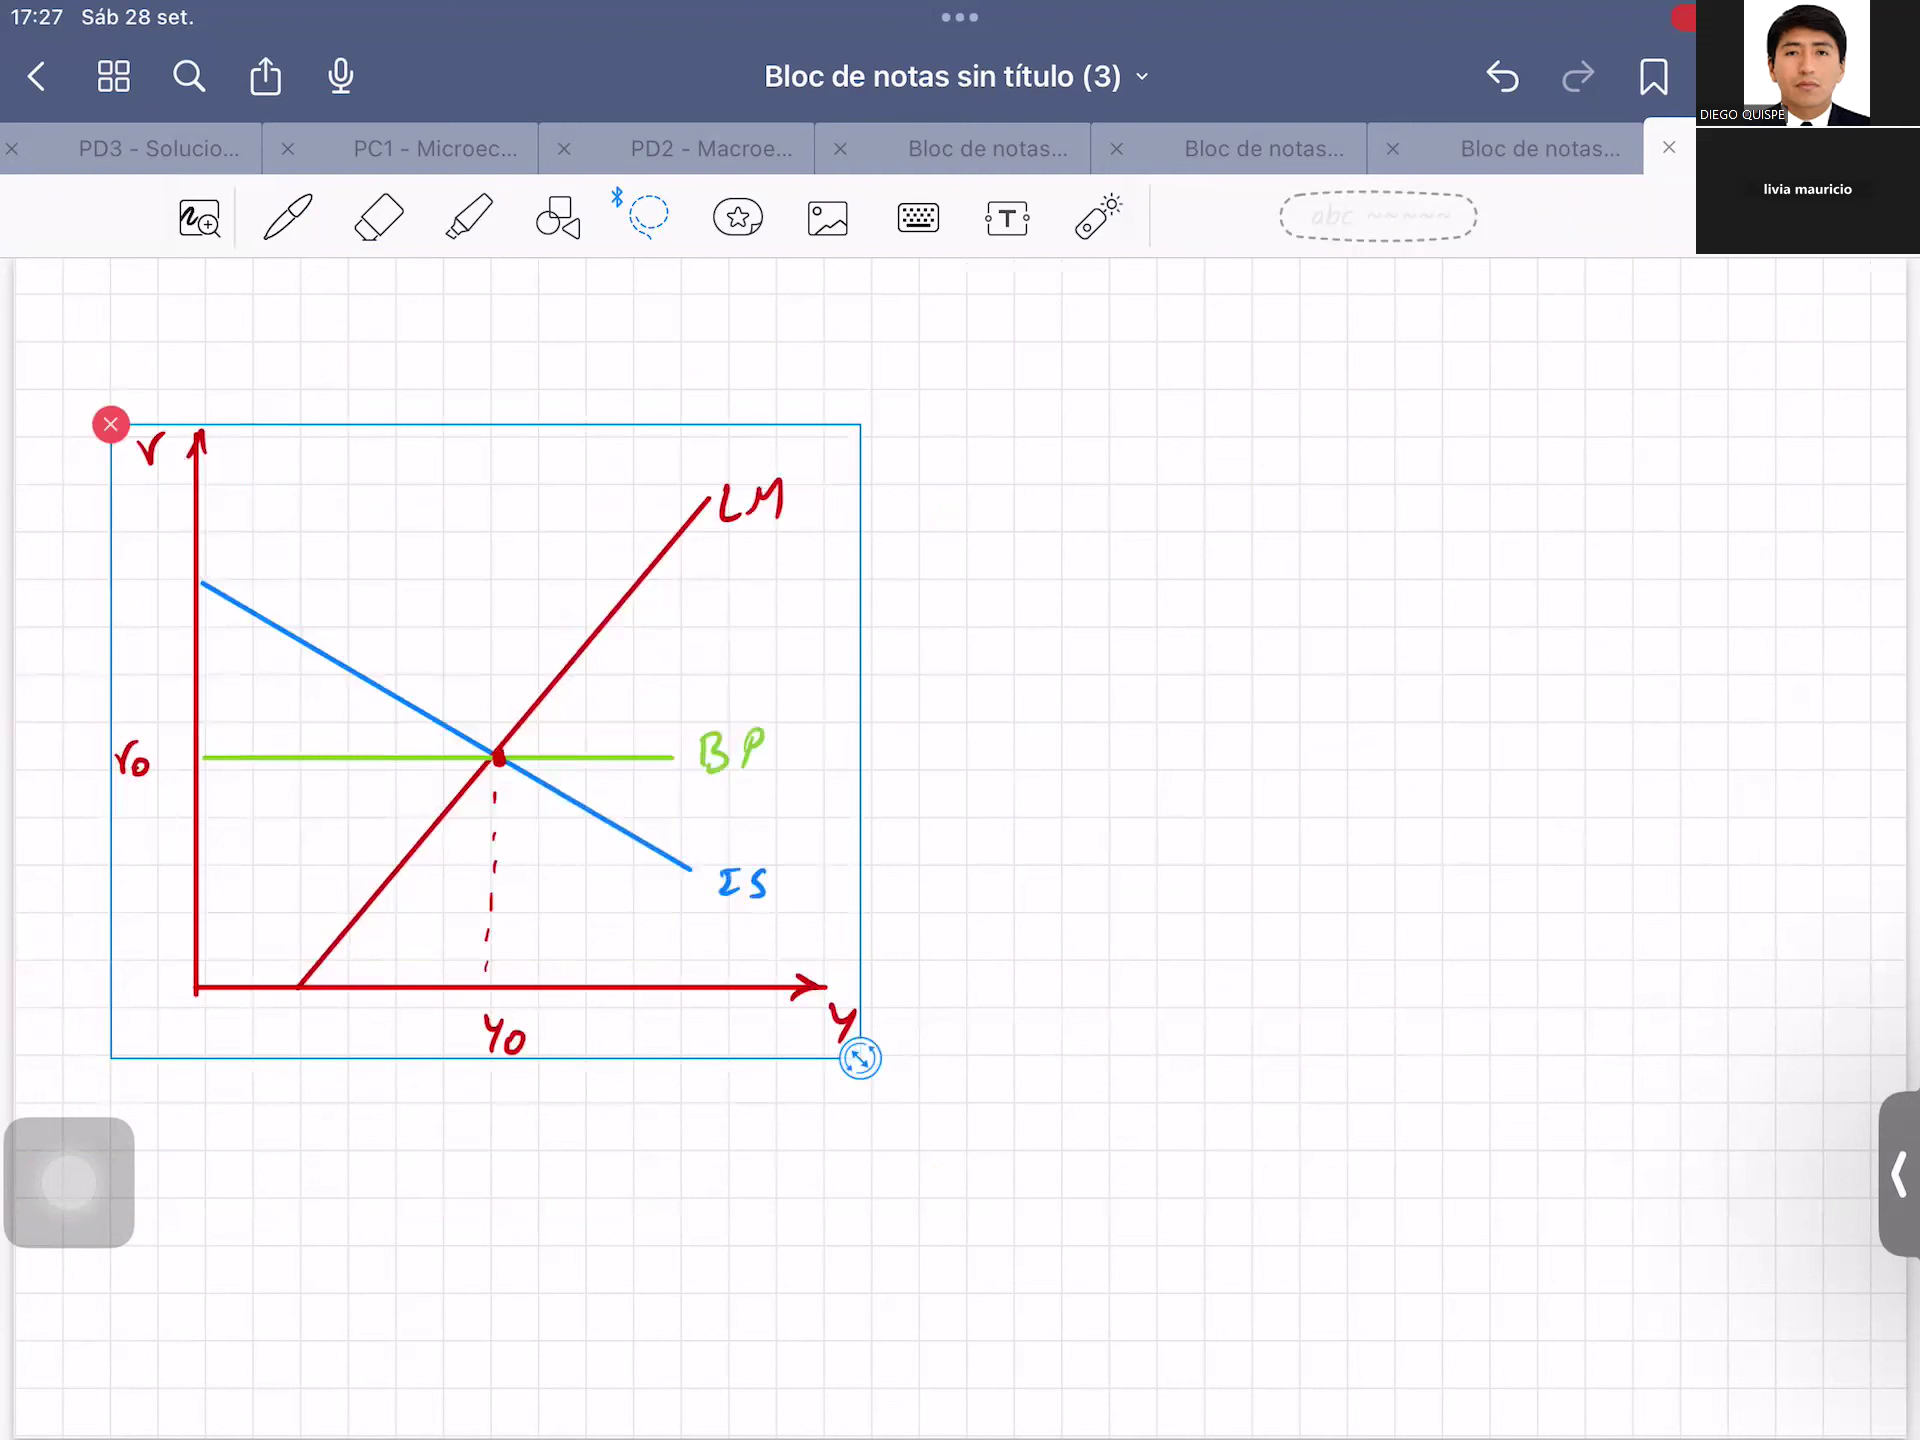 17:27 Sáb 28 set.
Bloc de notas sin título (3)
DIEGO QUISPE
PD3 - Solucio... PC1 - Microec... PD2 - Macroe... Bloc de notas... Bloc de notas... Bloc de notas...
livia mauricio
abc
r
LM
r0
BP
IS
Y0
Y